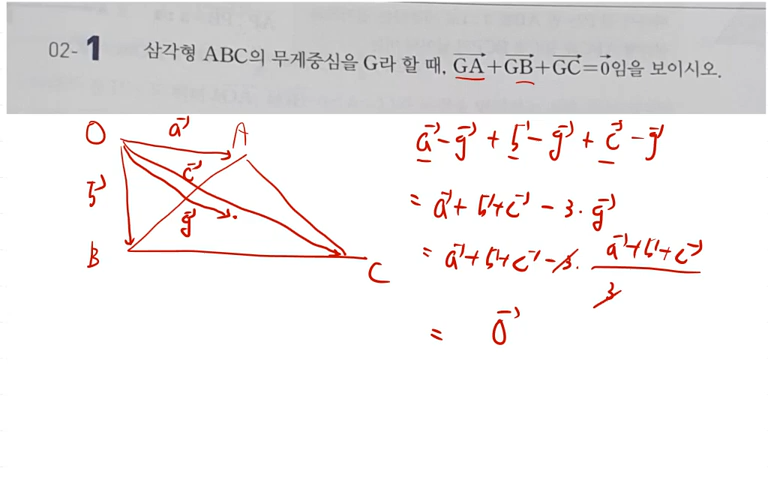 02-1 삼각형 ABC의 무게중심을 G라 할 때, GA⃗+GB⃗+GC⃗=0⃗임을 보이시오.
O a⃗ A
b⃗ c⃗
g⃗
B C
a⃗-g⃗+b⃗-g⃗+c⃗-g⃗
= a⃗+b⃗+c⃗-3·g⃗
= a⃗+b⃗+c⃗-3·(a⃗+b⃗+c⃗)/3
= 0⃗